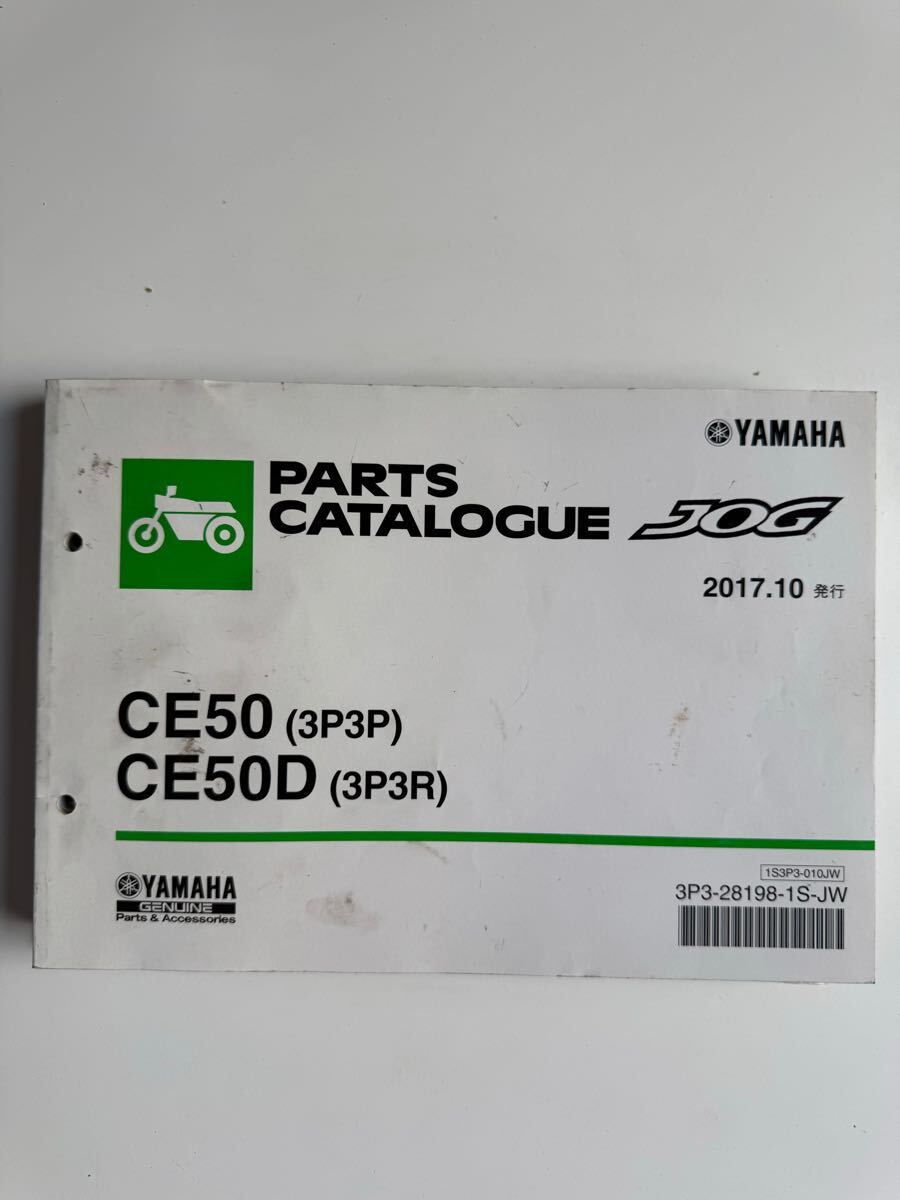 YAMAHA
PARTS
CATALOGUE
JOG
2017.10 発行
CE50 (3P3P)
CE50D (3P3R)
YAMAHA
GENUINE
Parts & Accessories
1S3P3-010JW
3P3-28198-1S-JW